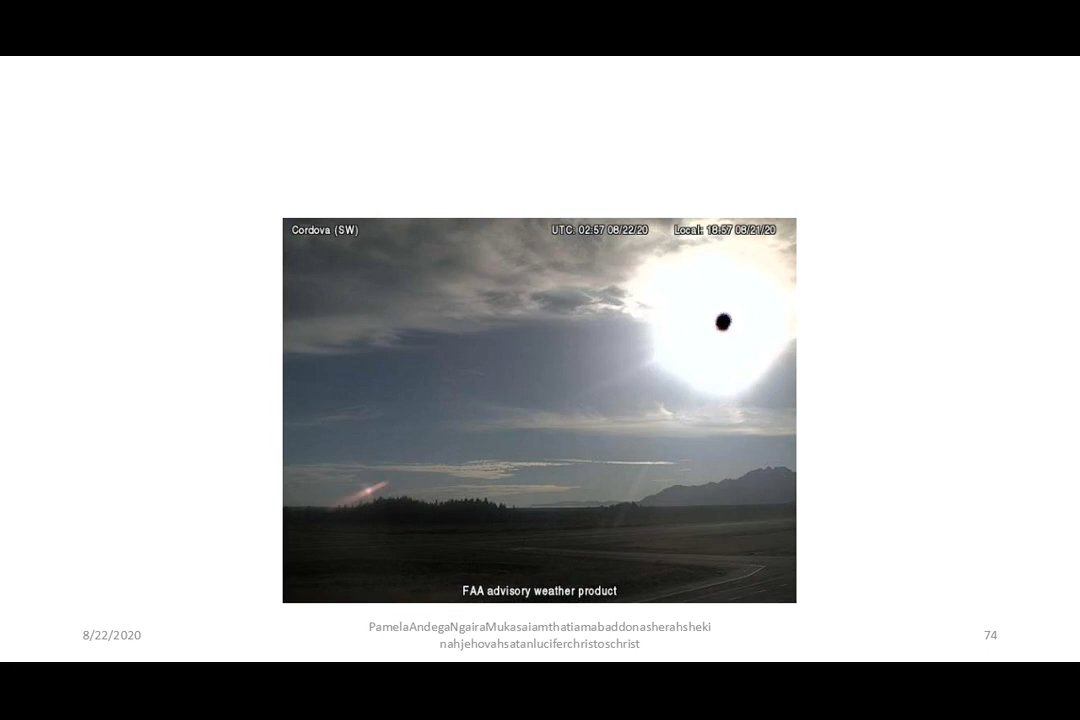 Cordova (SW) UTC: 02:57 08/22/20 Local: 18:57 08/21/20
FAA advisory weather product
8/22/2020
PamelaAndegaNgairaMukasaiamthatiamabaddonasherahsheki
nahjehovahsatanluciferchristoschrist
74